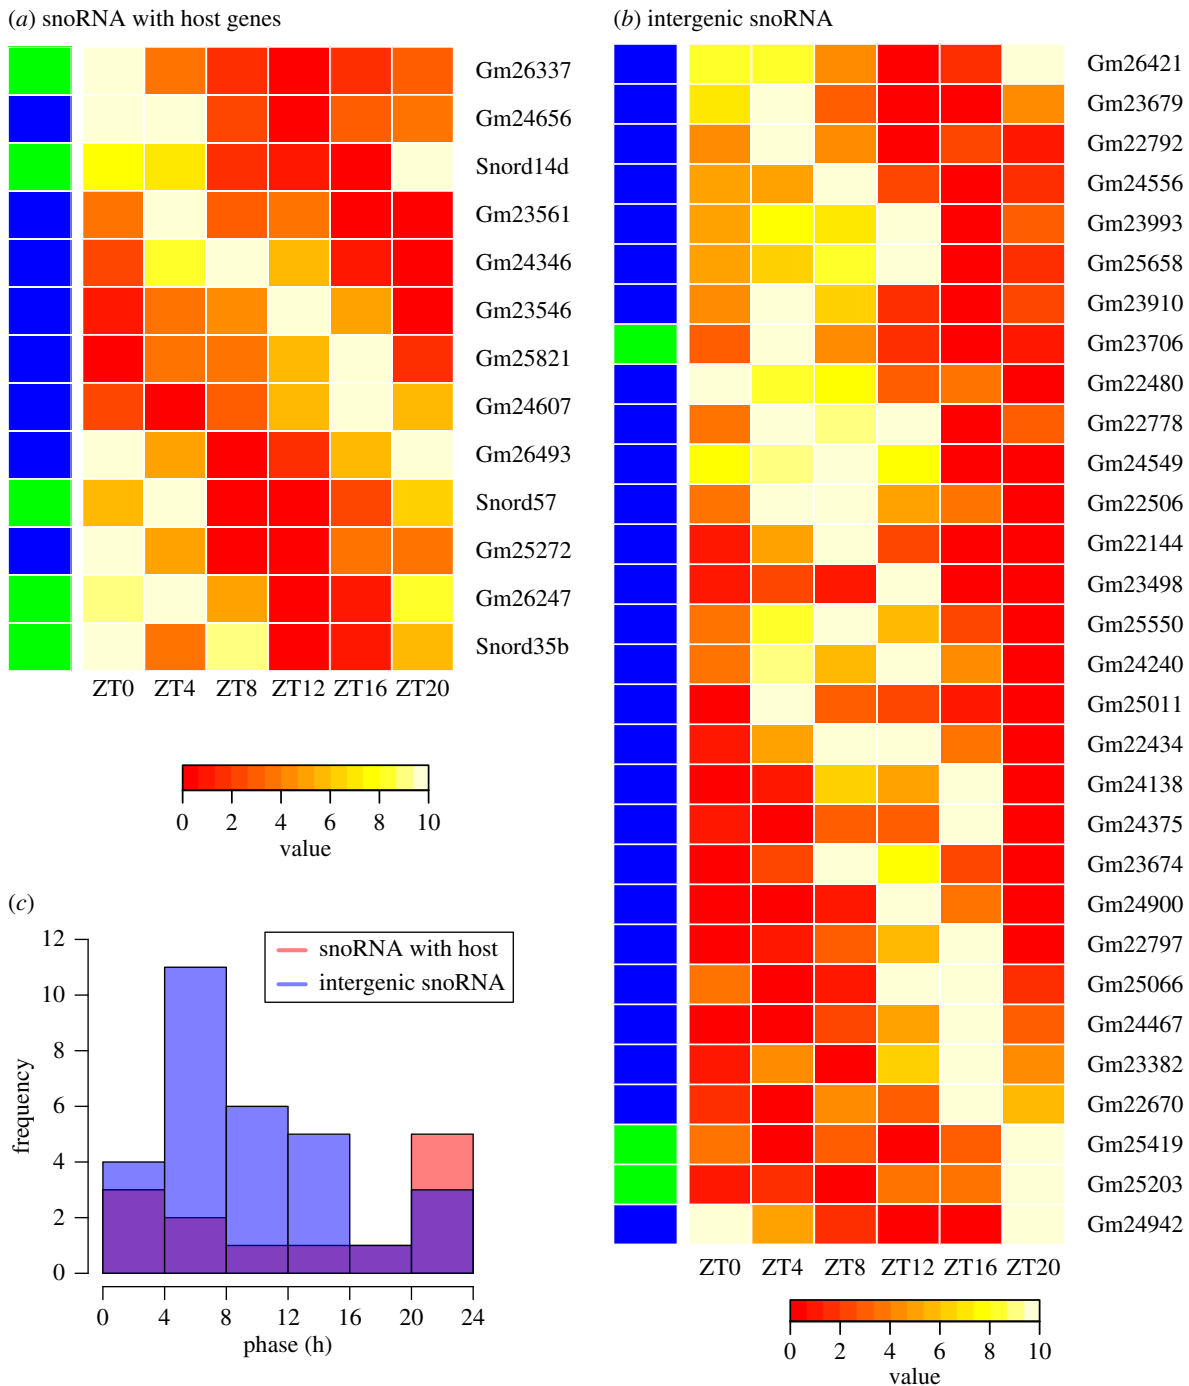 (a) snoRNA with host genes
Gm26337
Gm24656
Snord14d
Gm23561
Gm24346
Gm23546
Gm25821
Gm24607
Gm26493
Snord57
Gm25272
Gm26247
Snord35b
ZT0 ZT4 ZT8 ZT12 ZT16 ZT20
0 2 4 6 8 10
value
(b) intergenic snoRNA
Gm26421
Gm23679
Gm22792
Gm24556
Gm23993
Gm25658
Gm23910
Gm23706
Gm22480
Gm22778
Gm24549
Gm22506
Gm22144
Gm23498
Gm25550
Gm24240
Gm25011
Gm22434
Gm24138
Gm24375
Gm23674
Gm24900
Gm22797
Gm25066
Gm24467
Gm23382
Gm22670
Gm25419
Gm25203
Gm24942
ZT0 ZT4 ZT8 ZT12 ZT16 ZT20
0 2 4 6 8 10
value
(c)
snoRNA with host
intergenic snoRNA
frequency
12
10
8
6
4
2
0
0 4 8 12 16 20 24
phase (h)